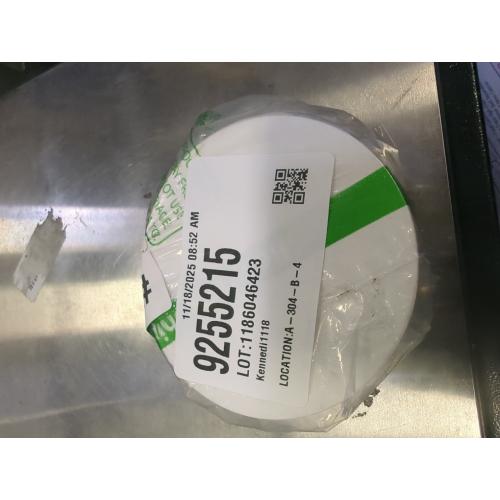 11/18/2025 08:52 AM
9255215
LOT:1186046423
Kennedi1118
LOCATION:A-304-B-4